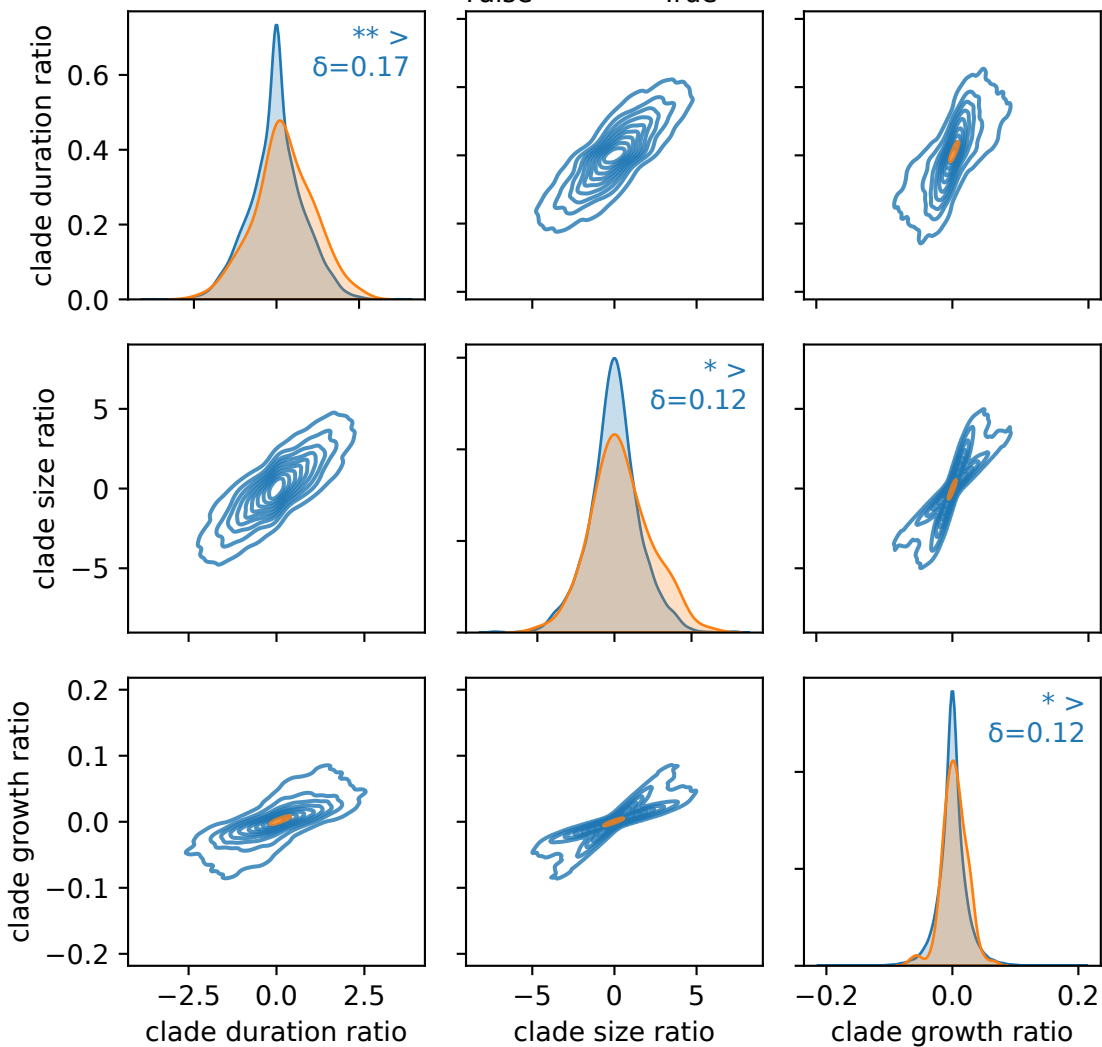 False True
** >
δ=0.17
clade duration ratio
0.6
0.4
0.2
0.0
* >
δ=0.12
clade size ratio
5
0
−5
* >
δ=0.12
clade growth ratio
0.2
0.1
0.0
−0.1
−0.2
−2.5 0.0 2.5
−5 0 5
−0.2 0.0 0.2
clade duration ratio
clade size ratio
clade growth ratio